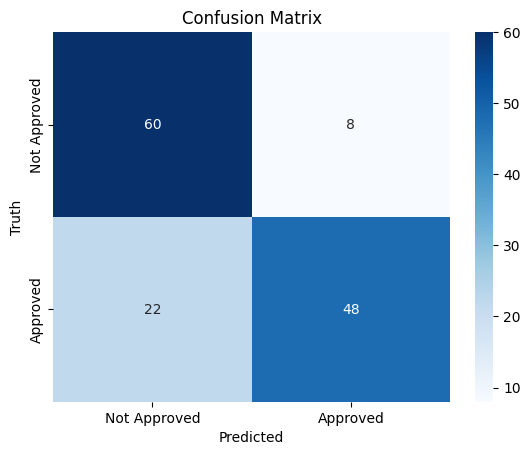 Confusion Matrix
Truth
Not Approved
60
8
Approved
22
48
Not Approved
Approved
Predicted
60
50
40
30
20
10